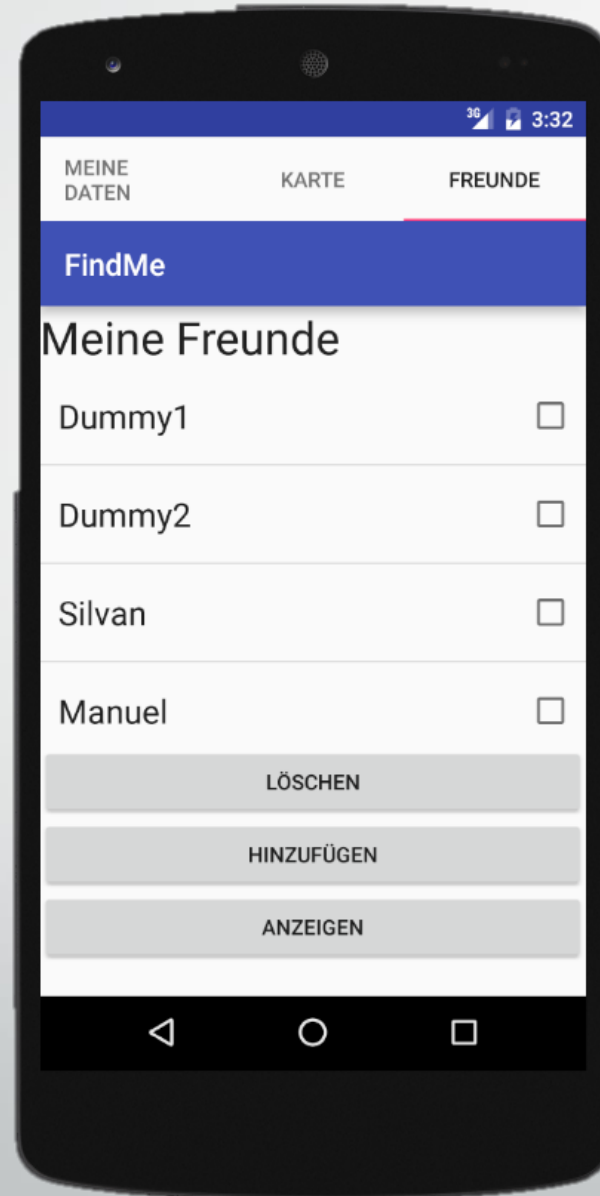 3G 3:32
MEINE
DATEN
KARTE
FREUNDE
FindMe
Meine Freunde
Dummy1
Dummy2
Silvan
Manuel
LÖSCHEN
HINZUFÜGEN
ANZEIGEN